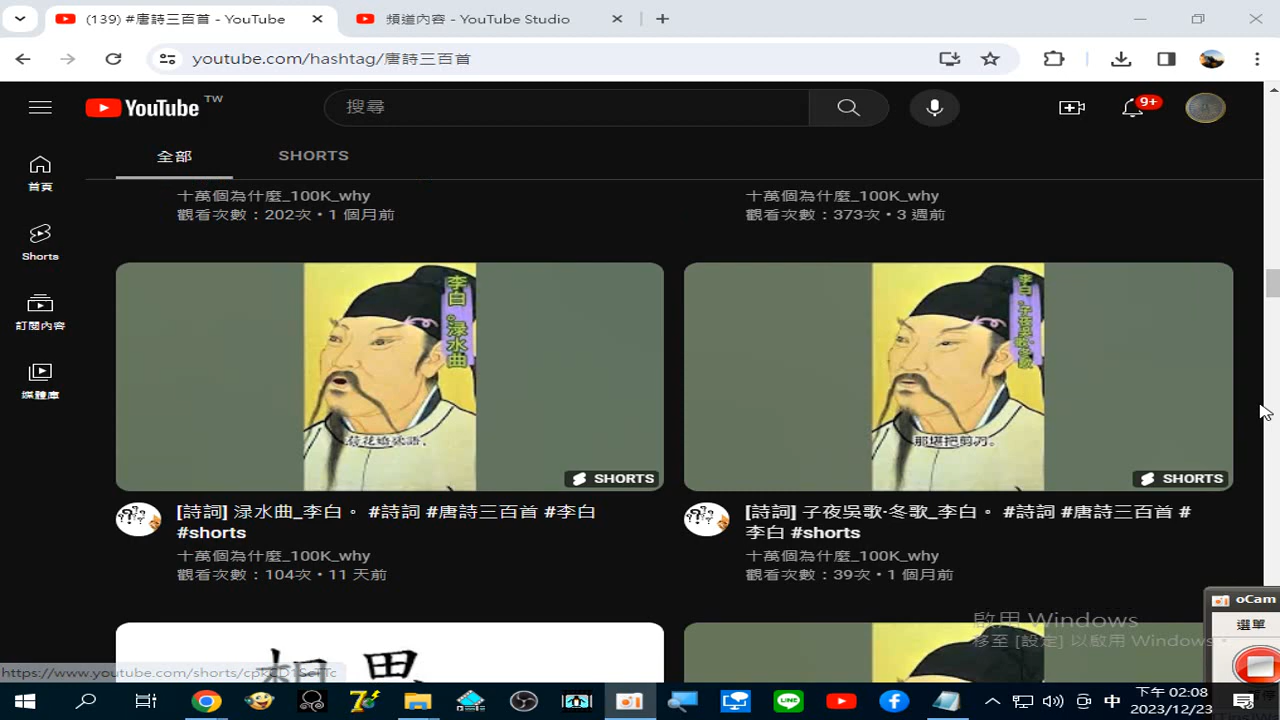 (139) #唐詩三百首 - YouTube
頻道內容 - YouTube Studio
youtube.com/hashtag/唐詩三百首
YouTube TW
搜尋
9+
全部
SHORTS
首頁
Shorts
訂閱內容
媒體庫
十萬個為什麼_100K_why
觀看次數：202次 • 1 個月前
十萬個為什麼_100K_why
觀看次數：373次 • 3 週前
李白。渌水曲
SHORTS
李白。子夜吳歌·冬歌
那堪把剪刀。
SHORTS
[詩詞] 渌水曲_李白。 #詩詞 #唐詩三百首 #李白
#shorts
十萬個為什麼_100K_why
觀看次數：104次 • 11 天前
[詩詞] 子夜吳歌·冬歌_李白。 #詩詞 #唐詩三百首 #
李白 #shorts
十萬個為什麼_100K_why
觀看次數：39次 • 1 個月前
相思
啟用 Windows
移至 [設定] 以啟用 Windows。
oCam
選單
中
下午 02:08
2023/12/23